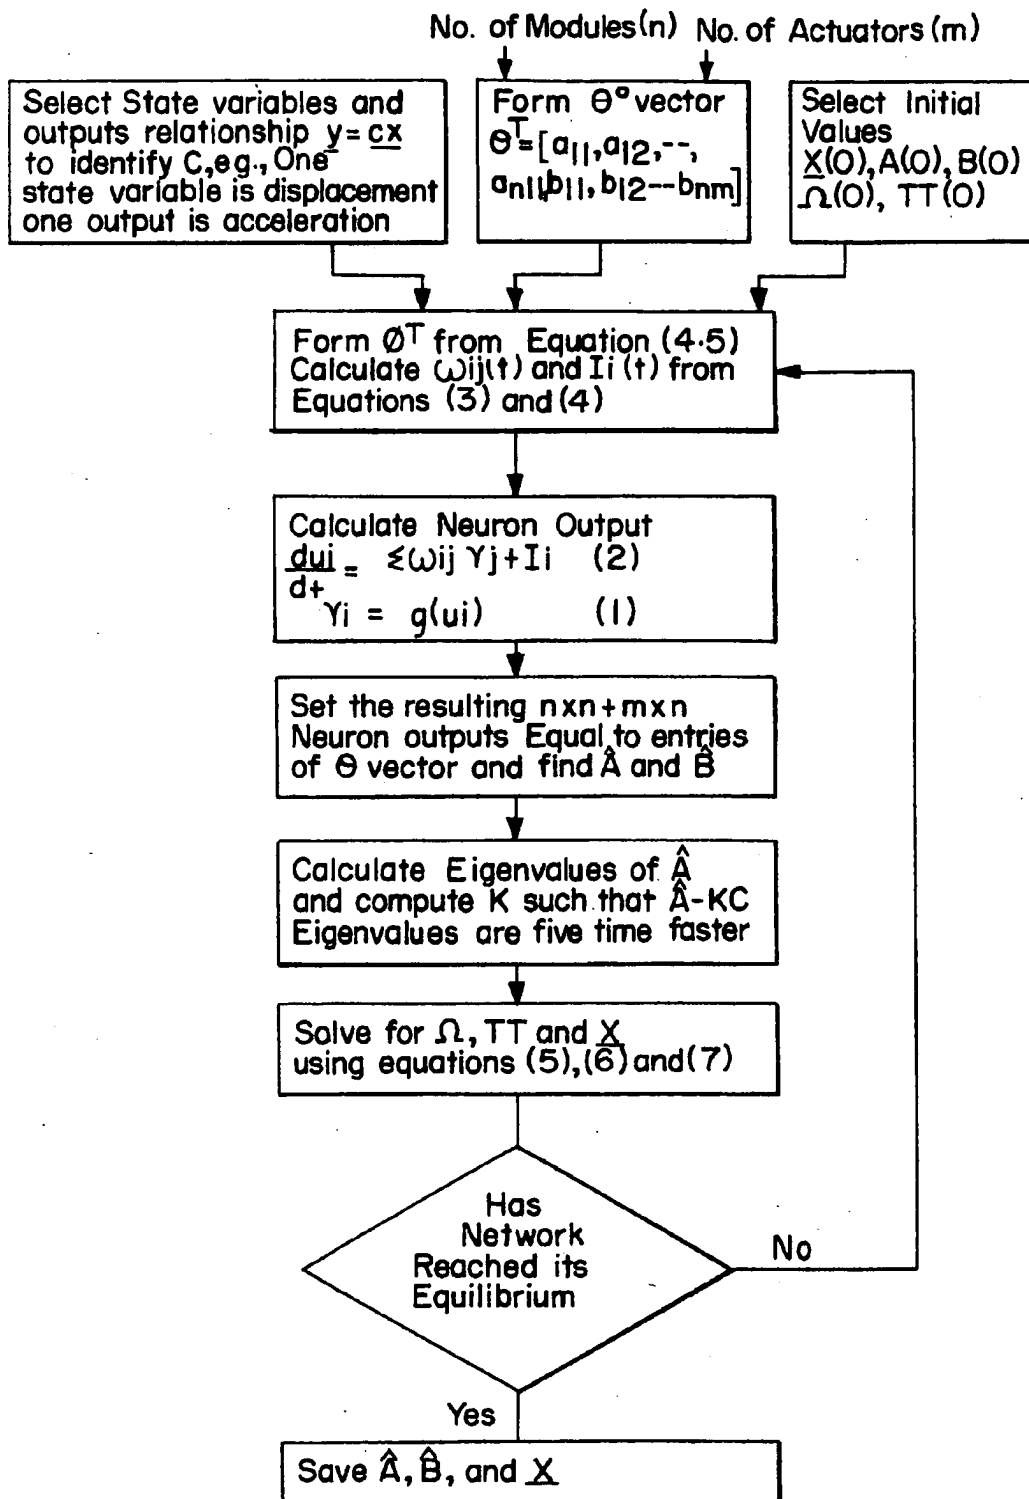 No. of Modules(n) No. of Actuators (m)
Select State variables and
outputs relationship y = cx
to identify C, e.g., One
state variable is displacement
one output is acceleration
Form Θ° vector
Θᵀ=[a₁₁,a₁₂,--,
aₙ₁₁,b₁₁,b₁₂--bₙₘ]
Select Initial
Values
X(0),A(0),B(0)
Ω(0), TT(0)
Form Øᵀ from Equation (4·5)
Calculate ωij(t) and Ii (t) from
Equations (3) and (4)
Calculate Neuron Output
dui/dt = Σωij γj+Ii (2)
γi = g(ui) (1)
Set the resulting nxn+mxn
Neuron outputs Equal to entries
of Θ vector and find Â and B̂
Calculate Eigenvalues of Â
and compute K such that Â-KC
Eigenvalues are five time faster
Solve for Ω, TT and X
using equations (5),(6) and (7)
Has
Network
Reached its
Equilibrium
No
Yes
Save Â, B̂, and X